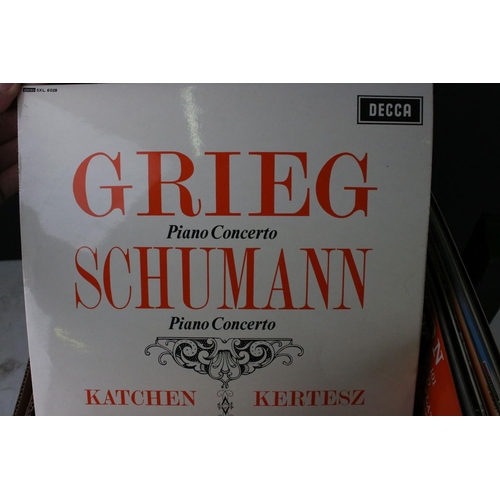 DECCA
GRIEG
Piano Concerto
SCHUMANN
Piano Concerto
KATCHEN KERTESZ